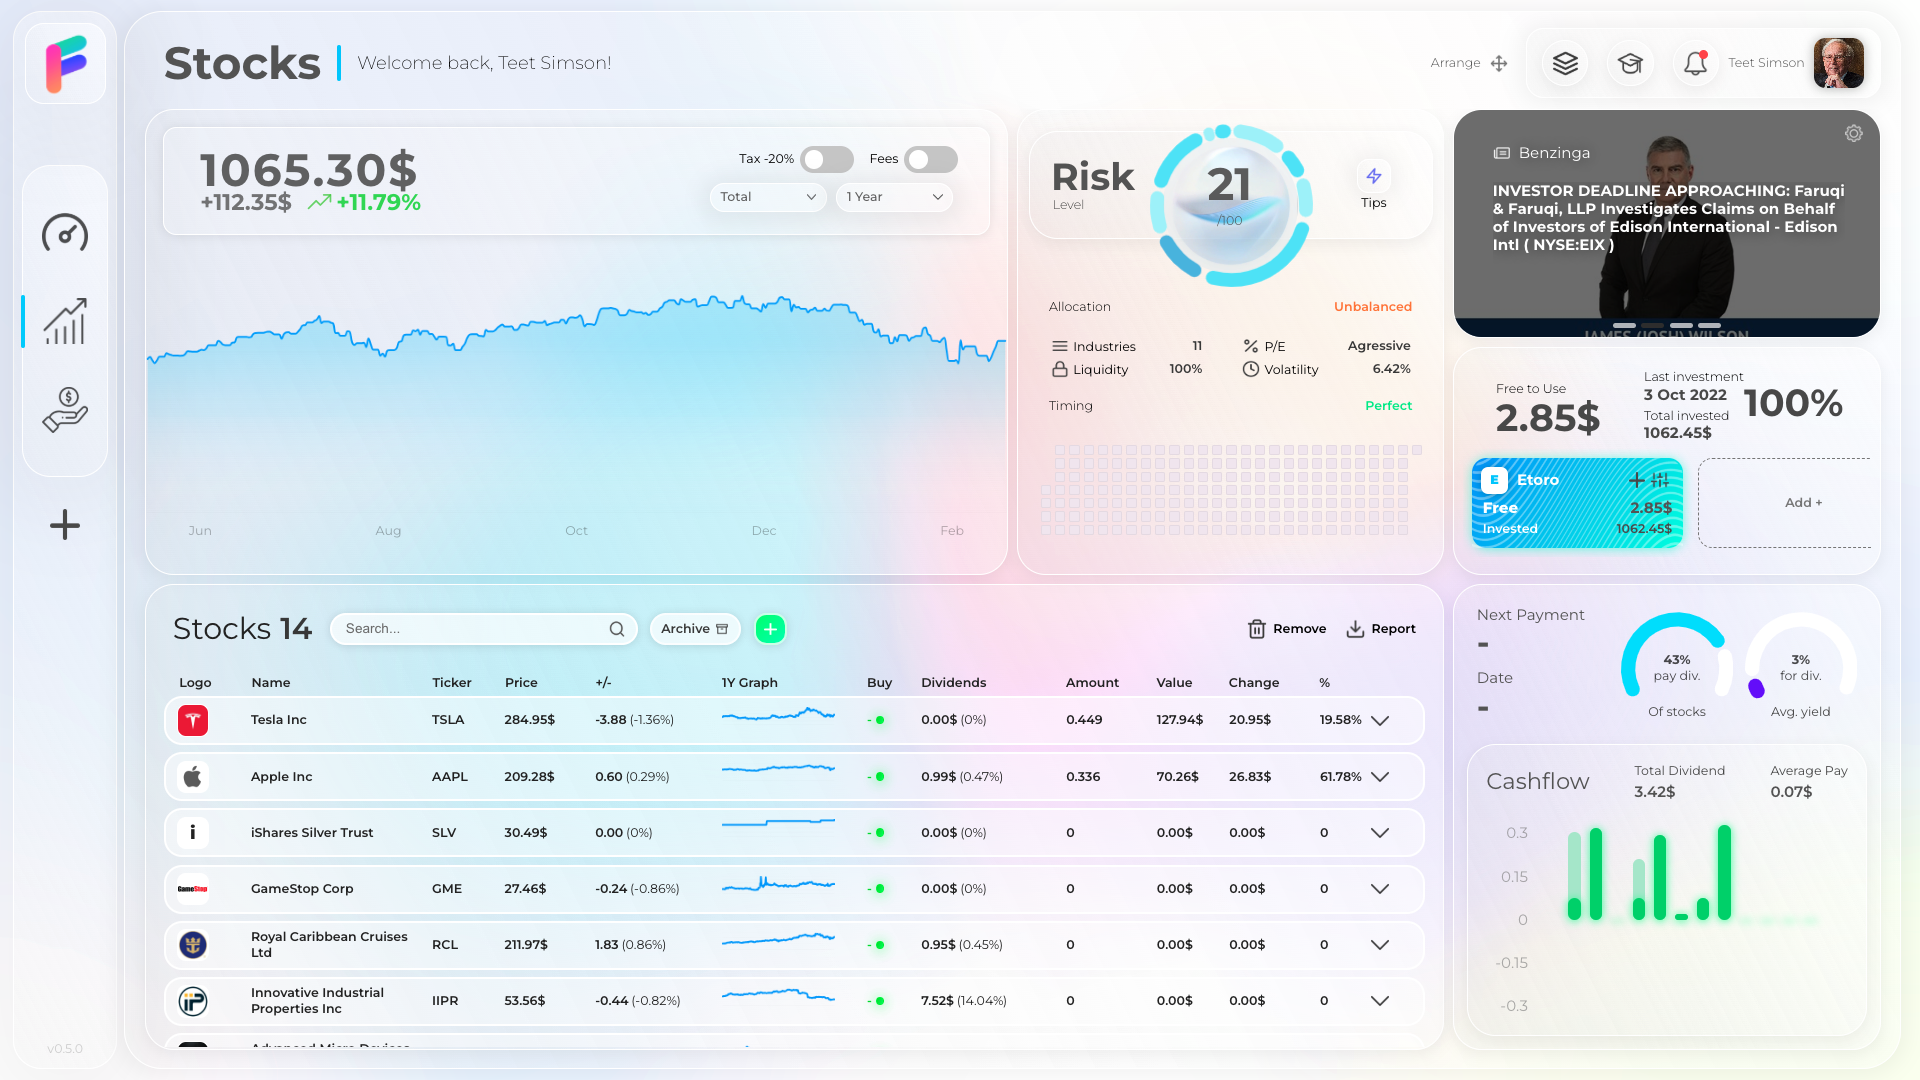 Stocks
Welcome back, Teet Simson!
Arrange
Teet Simson
1065.30$
+112.35$ +11.79%
Tax -20%
Fees
Total
1 Year
Jun Aug Oct Dec Feb
Risk
Level
21
/100
Tips
Allocation Unbalanced
Industries 11 P/E Agressive
Liquidity 100% Volatility 6.42%
Timing Perfect
Benzinga
INVESTOR DEADLINE APPROACHING: Faruqi
& Faruqi, LLP Investigates Claims on Behalf
of Investors of Edison International - Edison
Intl ( NYSE:EIX )
JAMES (JOSH) WILSON
Free to Use
2.85$
Last investment
3 Oct 2022
Total invested
1062.45$
100%
E Etoro
Free 2.85$
Invested 1062.45$
Add +
Stocks 14
Search...
Archive
+
Remove
Report
Logo Name Ticker Price +/- 1Y Graph Buy Dividends Amount Value Change %
Tesla Inc TSLA 284.95$ -3.88 (-1.36%) - 0.00$ (0%) 0.449 127.94$ 20.95$ 19.58%
Apple Inc AAPL 209.28$ 0.60 (0.29%) - 0.99$ (0.47%) 0.336 70.26$ 26.83$ 61.78%
i iShares Silver Trust SLV 30.49$ 0.00 (0%) - 0.00$ (0%) 0 0.00$ 0.00$ 0
GameStop GameStop Corp GME 27.46$ -0.24 (-0.86%) - 0.00$ (0%) 0 0.00$ 0.00$ 0
Royal Caribbean Cruises
Ltd RCL 211.97$ 1.83 (0.86%) - 0.95$ (0.45%) 0 0.00$ 0.00$ 0
iP Innovative Industrial
Properties Inc IIPR 53.56$ -0.44 (-0.82%) - 7.52$ (14.04%) 0 0.00$ 0.00$ 0
Advanced Micro Devices
Next Payment
-
Date
-
43%
pay div.
Of stocks
3%
for div.
Avg. yield
Cashflow
Total Dividend
3.42$
Average Pay
0.07$
0.3
0.15
0
-0.15
-0.3
v0.5.0